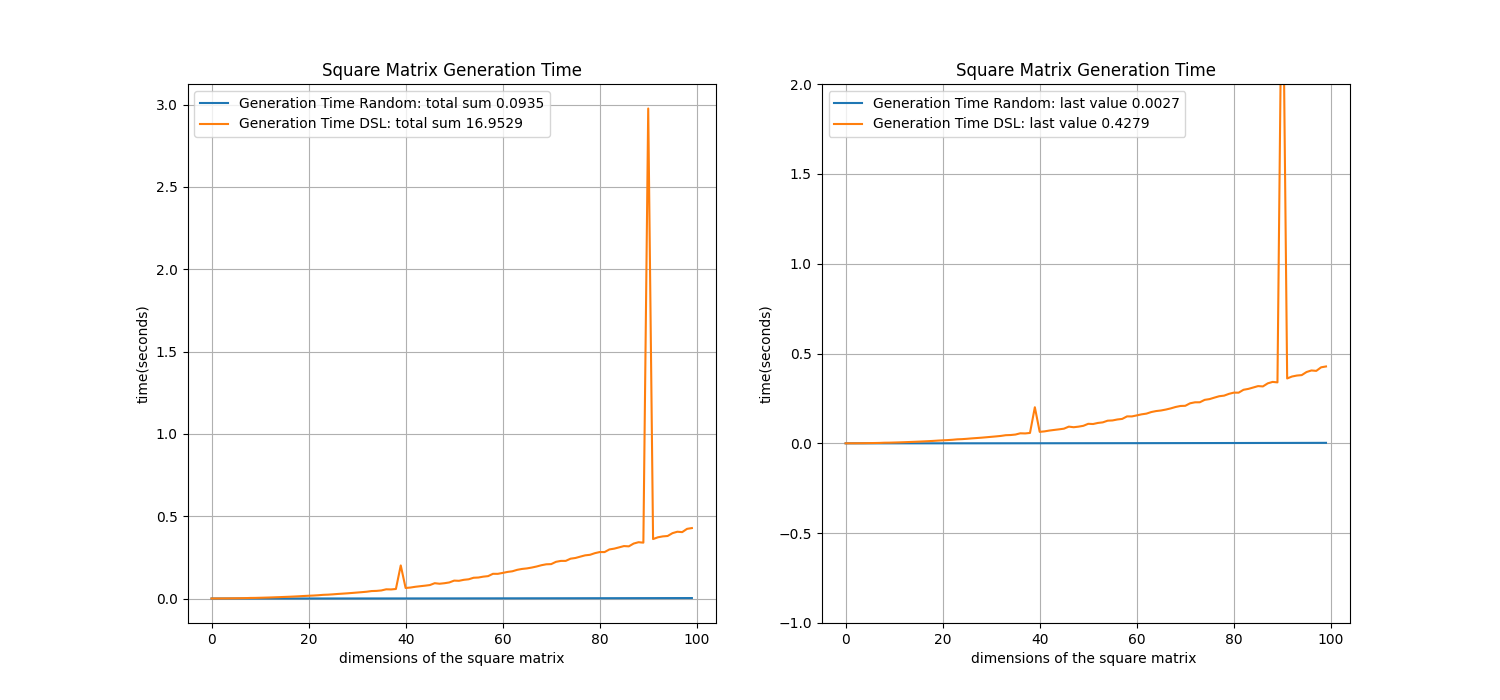 Square Matrix Generation Time
Generation Time Random: total sum 0.0935
Generation Time DSL: total sum 16.9529
3.0
2.5
2.0
1.5
1.0
0.5
0.0
time(seconds)
0 20 40 60 80 100
dimensions of the square matrix
Square Matrix Generation Time
Generation Time Random: last value 0.0027
Generation Time DSL: last value 0.4279
2.0
1.5
1.0
0.5
0.0
−0.5
−1.0
time(seconds)
0 20 40 60 80 100
dimensions of the square matrix